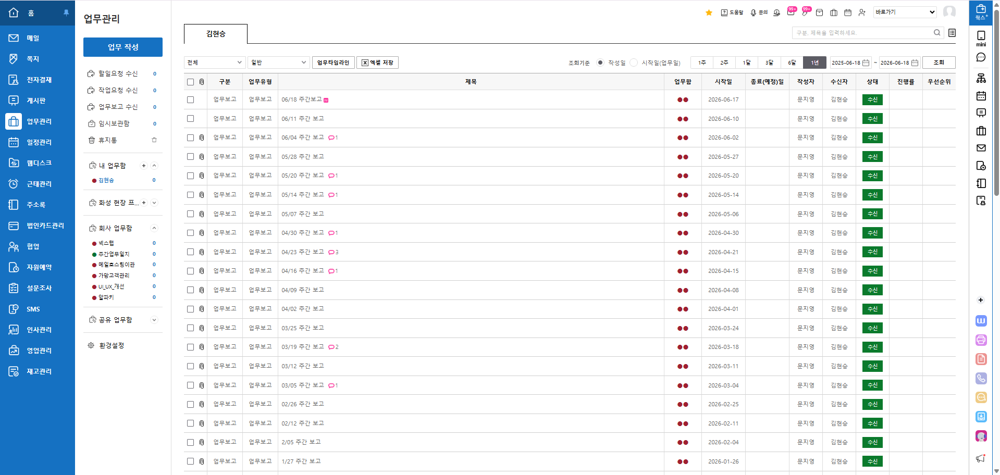 홈
메일
쪽지
전자결재
게시판
업무관리
일정관리
웹디스크
근태관리
주소록
법인카드관리
협업
자원예약
설문조사
SMS
인사관리
영업관리
재고관리
업무관리
업무 작성
할일요청 수신 0
작업요청 수신 0
업무보고 수신 0
임시보관함 0
휴지통
내 업무함
김현승 0
화성 현장 프...
회사 업무함
넥스텝 0
주간업무일지 0
메일호스팅이관 0
가망고객관리 0
UI_UX_개선 0
알파키 0
공유 업무함
환경설정
도움말 문의 99+ 99+ 바로가기
김현승
구분, 제목을 입력하세요.
전체 일반 업무타임라인 엑셀 저장 조회기준 작성일 시작일(업무일) 1주 2주 1달 3달 6달 1년 2025-06-18 ~ 2026-06-18 조회
구분 업무유형 제목 업무함 시작일 종료(예정)일 작성자 수신자 상태 진행률 우선순위
업무보고 업무보고 06/18 주간보고 N 2026-06-17 문지영 김현승 수신
업무보고 업무보고 06/11 주간 보고 2026-06-10 문지영 김현승 수신
업무보고 업무보고 06/04 주간 보고 1 2026-06-02 문지영 김현승 수신
업무보고 업무보고 05/28 주간 보고 2026-05-27 문지영 김현승 수신
업무보고 업무보고 05/20 주간 보고 1 2026-05-20 문지영 김현승 수신
업무보고 업무보고 05/14 주간 보고 1 2026-05-14 문지영 김현승 수신
업무보고 업무보고 05/07 주간 보고 2026-05-06 문지영 김현승 수신
업무보고 업무보고 04/30 주간 보고 1 2026-04-30 문지영 김현승 수신
업무보고 업무보고 04/23 주간 보고 3 2026-04-21 문지영 김현승 수신
업무보고 업무보고 04/16 주간 보고 1 2026-04-15 문지영 김현승 수신
업무보고 업무보고 04/09 주간 보고 2026-04-08 문지영 김현승 수신
업무보고 업무보고 04/02 주간 보고 2026-04-01 문지영 김현승 수신
업무보고 업무보고 03/25 주간 보고 2026-03-24 문지영 김현승 수신
업무보고 업무보고 03/19 주간 보고 2 2026-03-18 문지영 김현승 수신
업무보고 업무보고 03/12 주간 보고 2026-03-11 문지영 김현승 수신
업무보고 업무보고 03/05 주간 보고 1 2026-03-04 문지영 김현승 수신
업무보고 업무보고 02/26 주간 보고 2026-02-25 문지영 김현승 수신
업무보고 업무보고 02/12 주간 보고 2026-02-11 문지영 김현승 수신
업무보고 업무보고 2/05 주간 보고 2026-02-04 문지영 김현승 수신
업무보고 업무보고 1/27 주간 보고 2026-01-26 문지영 김현승 수신
웍스+
mini